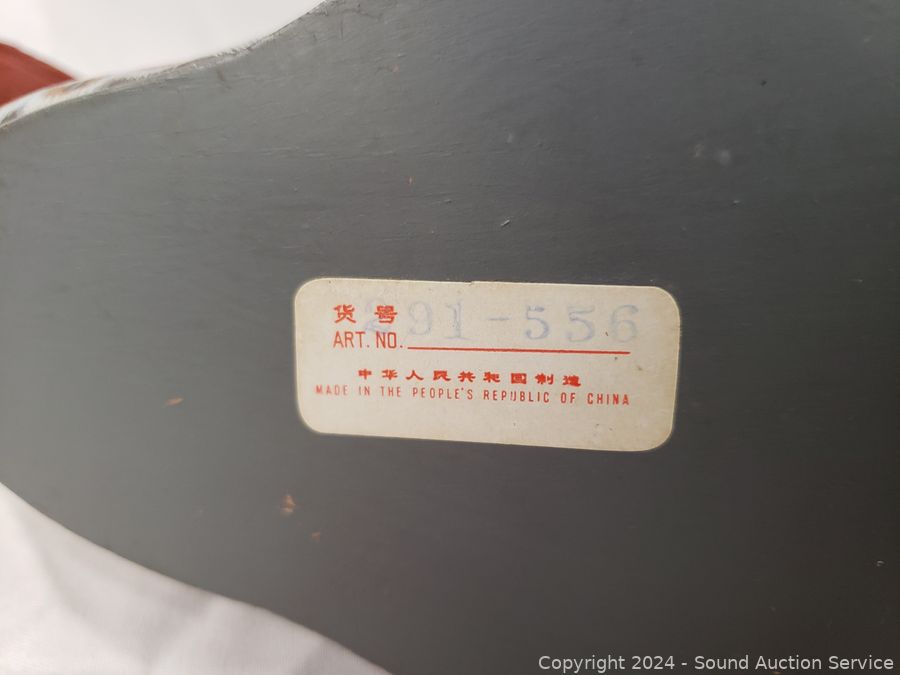 货号 291-556
ART. NO.
中华人民共和国制造
MADE IN THE PEOPLE'S REPUBLIC OF CHINA
Copyright 2024 - Sound Auction Service